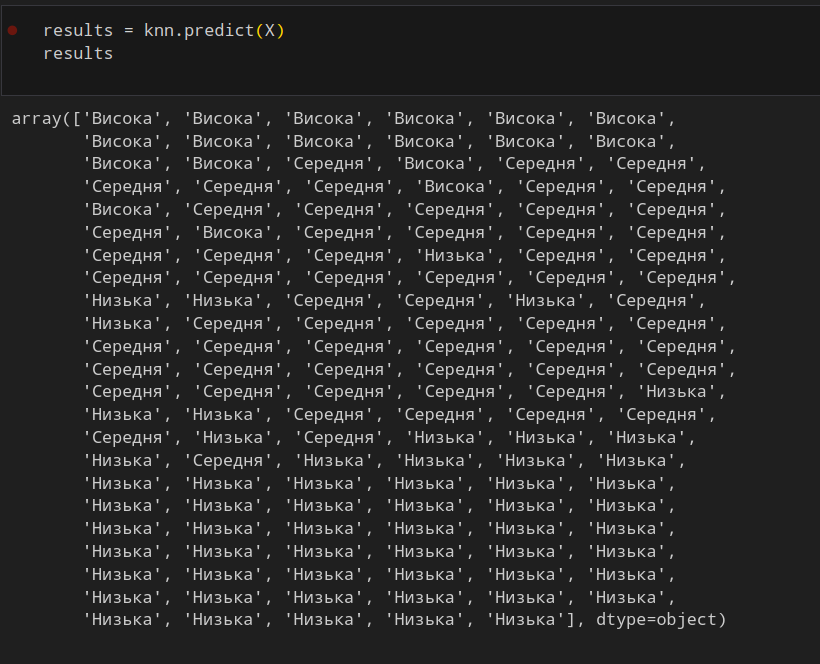 results = knn.predict(X)
results
array(['Висока', 'Висока', 'Висока', 'Висока', 'Висока', 'Висока',
'Висока', 'Висока', 'Висока', 'Висока', 'Висока', 'Висока',
'Висока', 'Висока', 'Середня', 'Висока', 'Середня', 'Середня',
'Середня', 'Середня', 'Середня', 'Висока', 'Середня', 'Середня',
'Висока', 'Середня', 'Середня', 'Середня', 'Середня', 'Середня',
'Середня', 'Висока', 'Середня', 'Середня', 'Середня', 'Середня',
'Середня', 'Середня', 'Середня', 'Низька', 'Середня', 'Середня',
'Середня', 'Середня', 'Середня', 'Середня', 'Середня', 'Середня',
'Низька', 'Низька', 'Середня', 'Середня', 'Низька', 'Середня',
'Низька', 'Середня', 'Середня', 'Середня', 'Середня', 'Середня',
'Середня', 'Середня', 'Середня', 'Середня', 'Середня', 'Середня',
'Середня', 'Середня', 'Середня', 'Середня', 'Середня', 'Середня',
'Середня', 'Середня', 'Середня', 'Середня', 'Середня', 'Низька',
'Низька', 'Низька', 'Середня', 'Середня', 'Середня', 'Середня',
'Середня', 'Низька', 'Середня', 'Низька', 'Низька', 'Низька',
'Низька', 'Середня', 'Низька', 'Низька', 'Низька', 'Низька',
'Низька', 'Низька', 'Низька', 'Низька', 'Низька', 'Низька',
'Низька', 'Низька', 'Низька', 'Низька', 'Низька', 'Низька',
'Низька', 'Низька', 'Низька', 'Низька', 'Низька', 'Низька',
'Низька', 'Низька', 'Низька', 'Низька', 'Низька', 'Низька',
'Низька', 'Низька', 'Низька', 'Низька', 'Низька', 'Низька',
'Низька', 'Низька', 'Низька', 'Низька', 'Низька', 'Низька',
'Низька', 'Низька', 'Низька', 'Низька', 'Низька'], dtype=object)